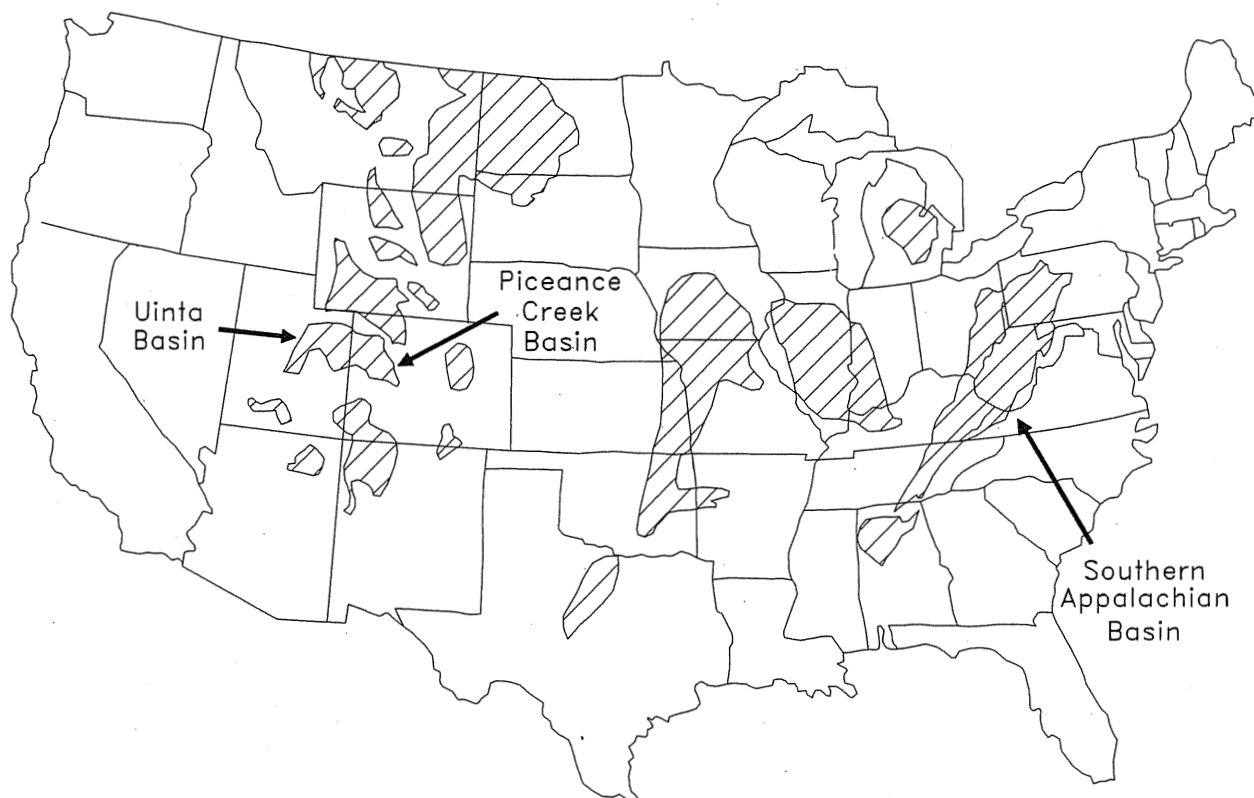 Uinta
Basin
Piceance
Creek
Basin
Southern
Appalachian
Basin